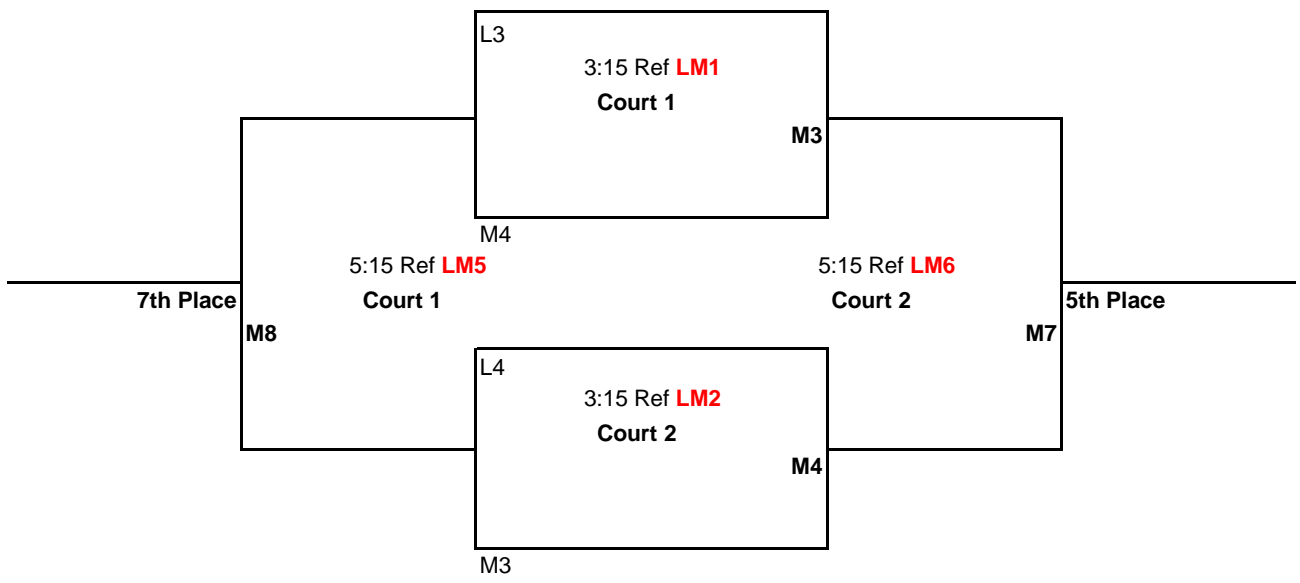 L3
3:15 Ref LM1
Court 1
M3
M4
5:15 Ref LM5
Court 1
5:15 Ref LM6
Court 2
7th Place
5th Place
M8
M7
L4
3:15 Ref LM2
Court 2
M4
M3